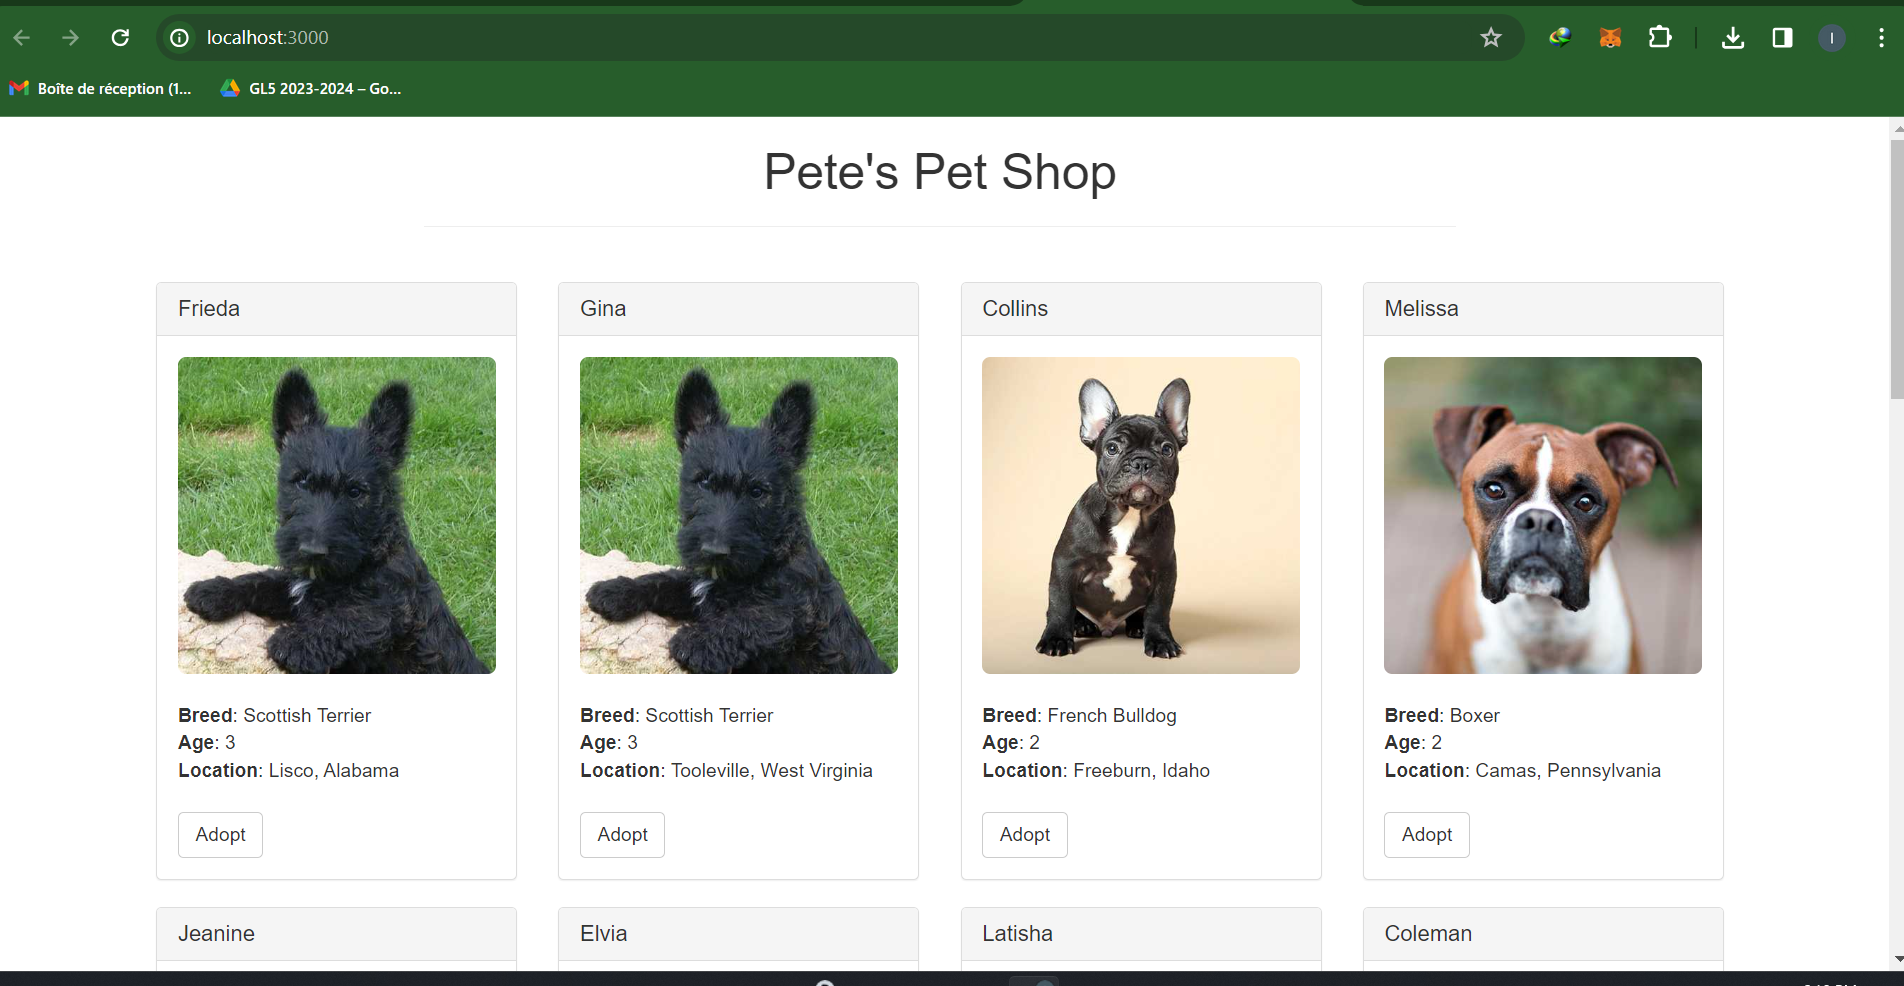 localhost:3000
I
Boîte de réception (1...
GL5 2023-2024 – Go...
Pete's Pet Shop
Frieda
Gina
Collins
Melissa
Breed: Scottish Terrier
Age: 3
Location: Lisco, Alabama
Adopt
Breed: Scottish Terrier
Age: 3
Location: Tooleville, West Virginia
Adopt
Breed: French Bulldog
Age: 2
Location: Freeburn, Idaho
Adopt
Breed: Boxer
Age: 2
Location: Camas, Pennsylvania
Adopt
Jeanine
Elvia
Latisha
Coleman